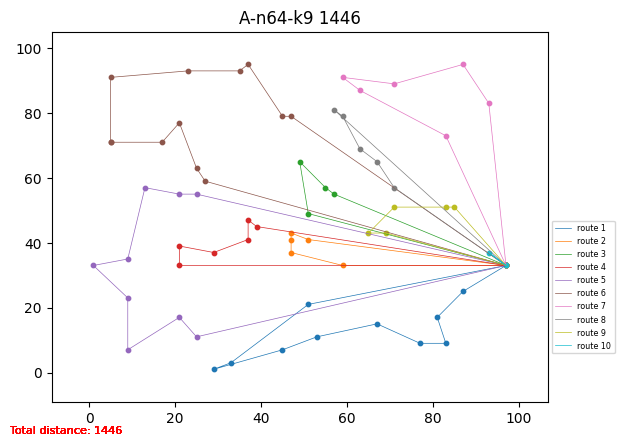 A-n64-k9 1446
100
80
60
40
20
0
0 20 40 60 80 100
route 1
route 2
route 3
route 4
route 5
route 6
route 7
route 8
route 9
route 10
Total distance: 1446